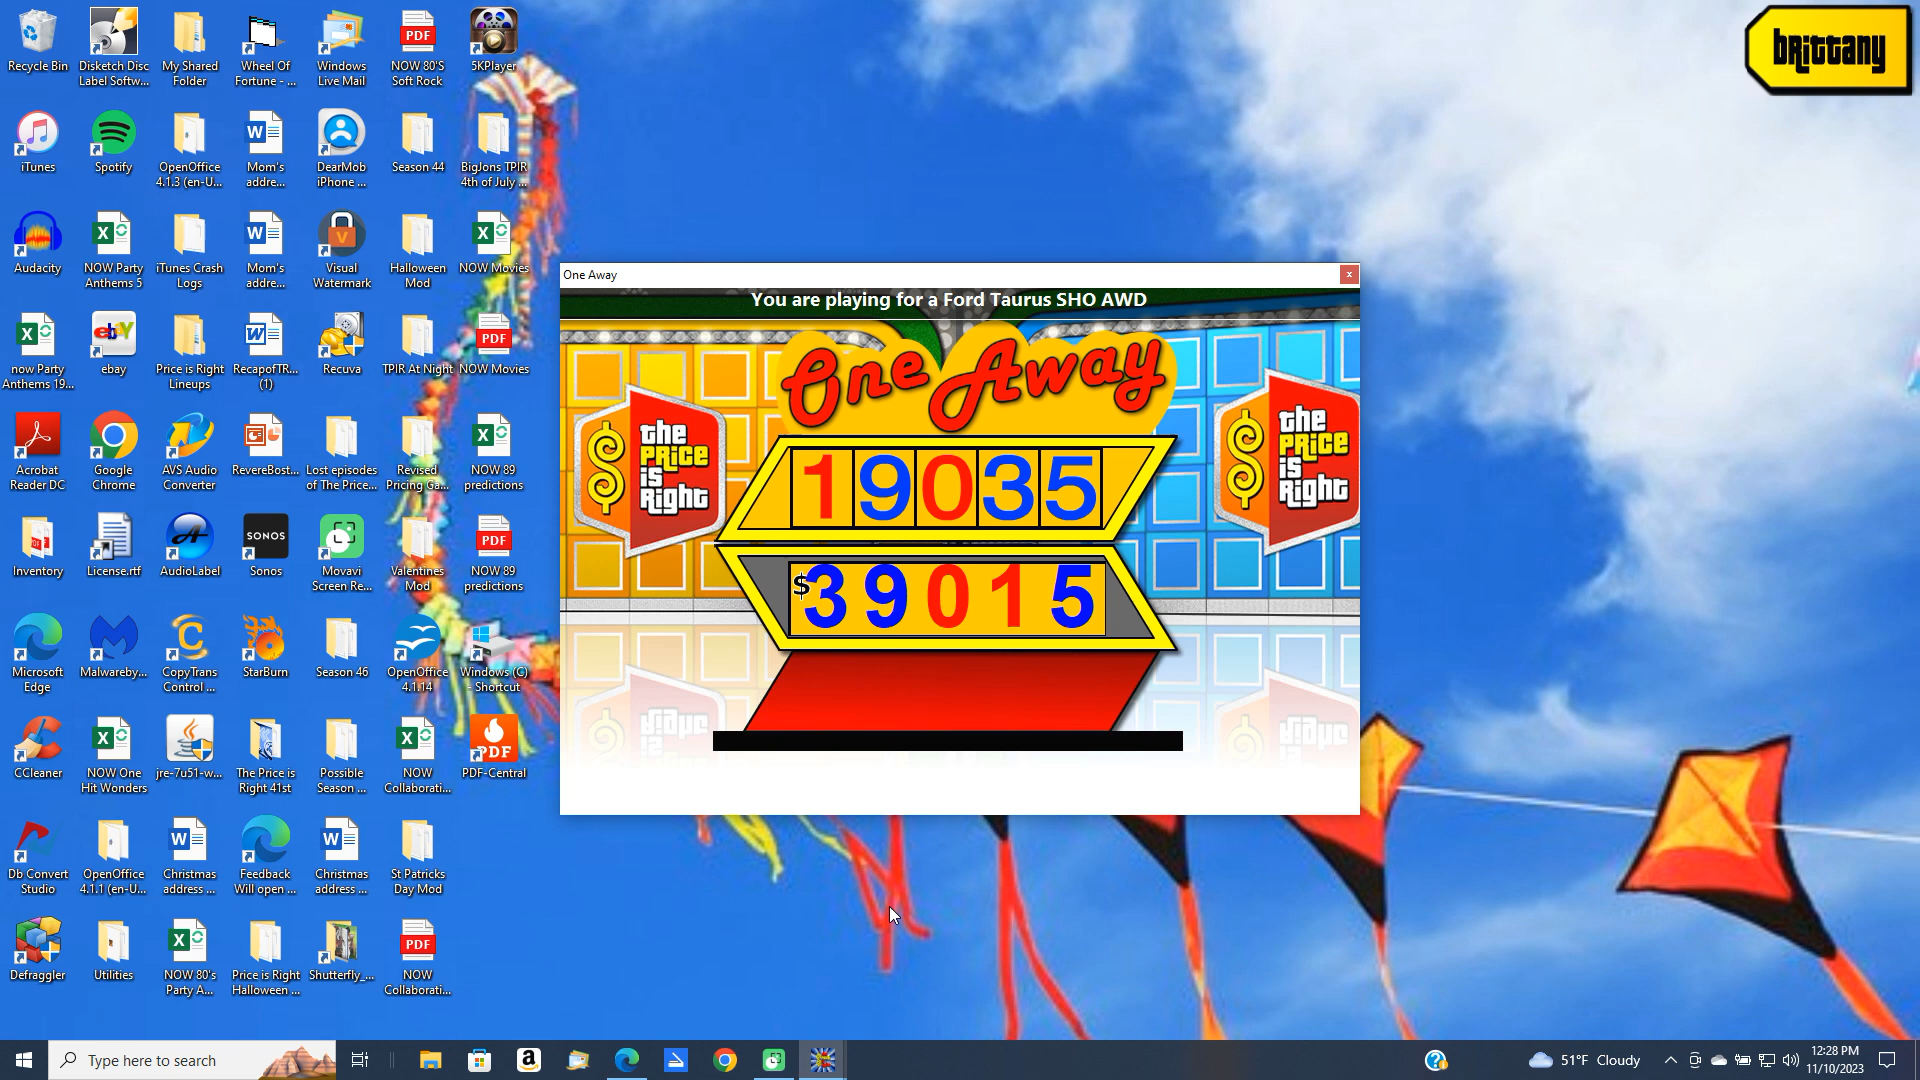 Recycle Bin
Disketch Disc
Label Softw...
My Shared
Folder
Wheel Of
Fortune - ...
Windows
Live Mail
PDF
NOW 80'S
Soft Rock
5KPlayer
brittany
iTunes
Spotify
OpenOffice
4.1.3 (en-U...
Mom's
addre...
DearMob
iPhone ...
Season 44
BigJons TPIR
4th of July ...
Audacity
NOW Party
Anthems 5
iTunes Crash
Logs
Mom's
addre...
Visual
Watermark
Halloween
Mod
NOW Movies
One Away
You are playing for a Ford Taurus SHO AWD
One Away
the
PRICE
is
Right
19035
$39015
the
PRICE
is
Right
now Party
Anthems 19...
ebay
Price is Right
Lineups
RecapofTR...
(1)
Recuva
TPIR At Night
PDF
NOW Movies
Acrobat
Reader DC
Google
Chrome
AVS Audio
Converter
RevereBost...
Lost episodes
of The Price...
Revised
Pricing Ga...
NOW 89
predictions
Inventory
License.rtf
AudioLabel
SONOS
Sonos
Movavi
Screen Re...
Valentines
Mod
PDF
NOW 89
predictions
Microsoft
Edge
Malwareby...
CopyTrans
Control ...
StarBurn
Season 46
OpenOffice
4.1.14
Windows (C)
- Shortcut
CCleaner
NOW One
Hit Wonders
jre-7u51-w...
The Price is
Right 41st
Possible
Season ...
NOW
Collaborati...
PDF
PDF-Central
Db Convert
Studio
OpenOffice
4.1.1 (en-U...
Christmas
address ...
Feedback
Will open ...
Christmas
address ...
St Patricks
Day Mod
Defraggler
Utilities
NOW 80's
Party A...
Price is Right
Halloween ...
Shutterfly_...
PDF
NOW
Collaborati...
Type here to search
51°F Cloudy
12:28 PM
11/10/2023